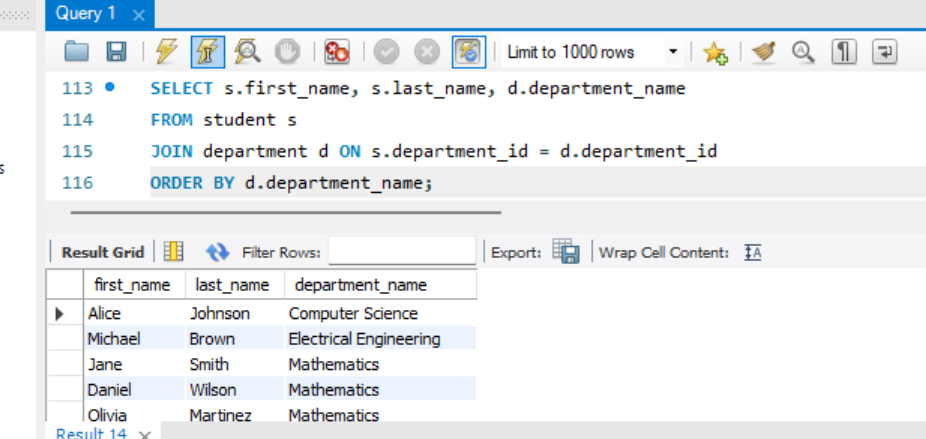 Query 1
Limit to 1000 rows
113 SELECT s.first_name, s.last_name, d.department_name
114 FROM student s
115 JOIN department d ON s.department_id = d.department_id
116 ORDER BY d.department_name;
s
Result Grid Filter Rows: Export: Wrap Cell Content: IA
first_name last_name department_name
Alice Johnson Computer Science
Michael Brown Electrical Engineering
Jane Smith Mathematics
Daniel Wilson Mathematics
Olivia Martinez Mathematics
Result 14